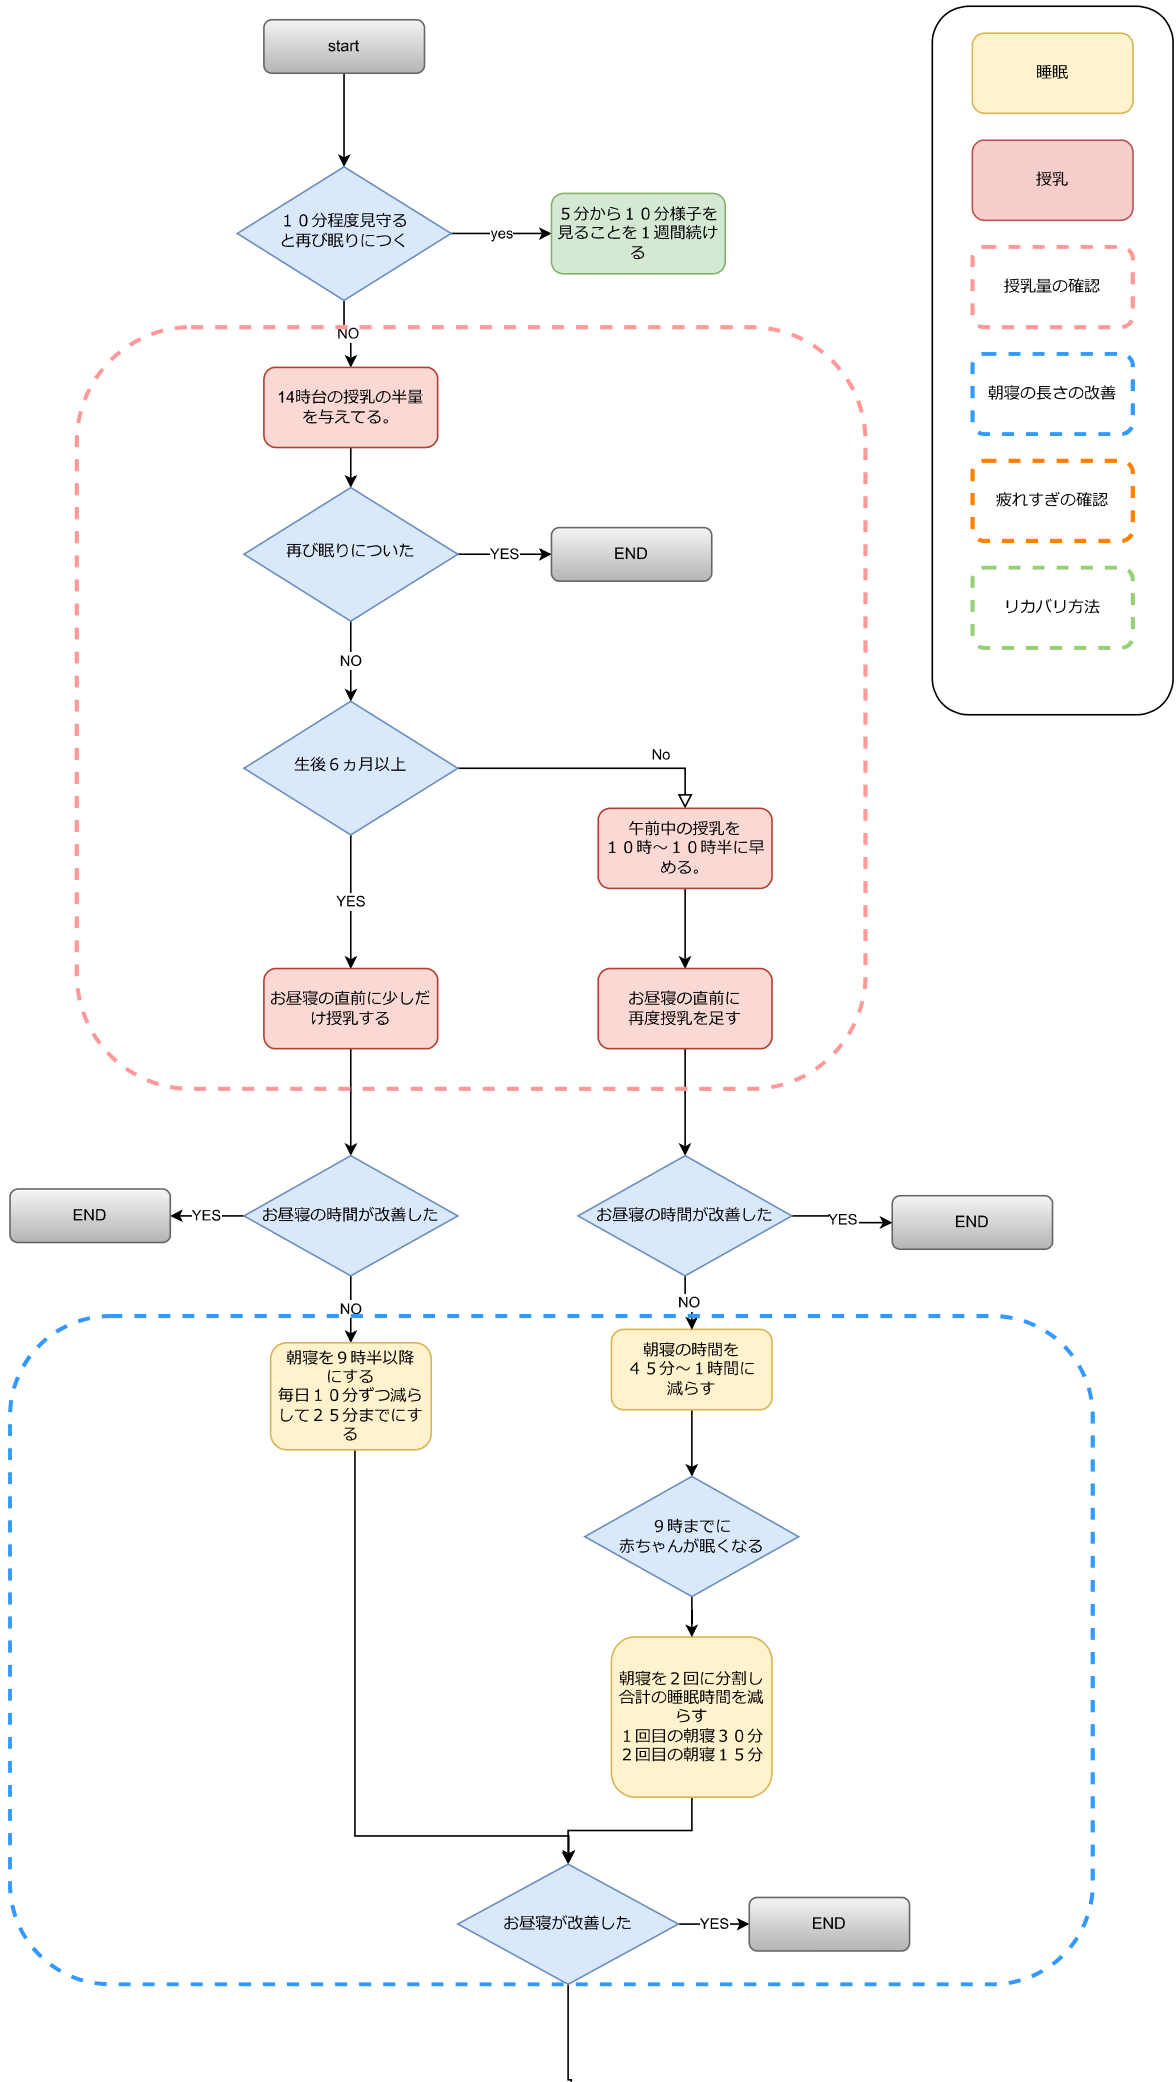 start
１０分程度見守る
と再び眠りにつく
yes
５分から１０分様子を
見ることを１週間続け
る
NO
14時台の授乳の半量
を与えてる。
再び眠りについた
YES
END
NO
生後６ヵ月以上
No
午前中の授乳を
１０時～１０時半に早
める。
YES
お昼寝の直前に少しだ
け授乳する
お昼寝の直前に
再度授乳を足す
END
YES
お昼寝の時間が改善した
お昼寝の時間が改善した
YES
END
NO
NO
朝寝を９時半以降
にする
毎日１０分ずつ減ら
して２５分までにす
る
朝寝の時間を
４５分～１時間に
減らす
９時までに
赤ちゃんが眠くなる
朝寝を２回に分割し
合計の睡眠時間を減
らす
１回目の朝寝３０分
２回目の朝寝１５分
お昼寝が改善した
YES
END
睡眠
授乳
授乳量の確認
朝寝の長さの改善
疲れすぎの確認
リカバリ方法